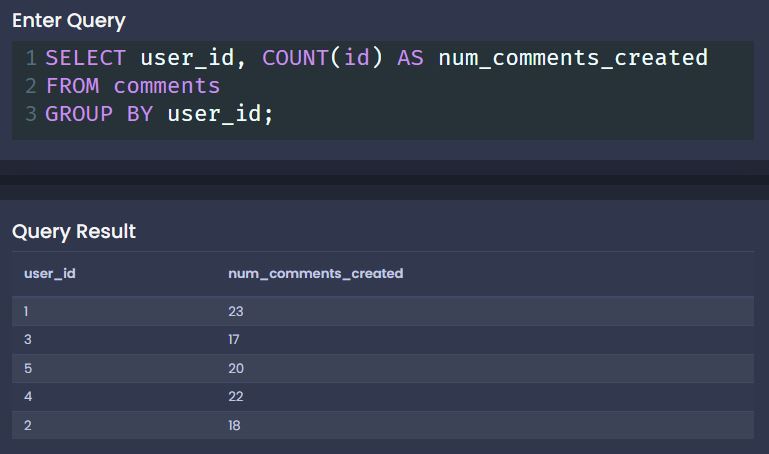 Enter Query
1 SELECT user_id, COUNT(id) AS num_comments_created
2 FROM comments
3 GROUP BY user_id;
Query Result
user_id num_comments_created
1 23
3 17
5 20
4 22
2 18